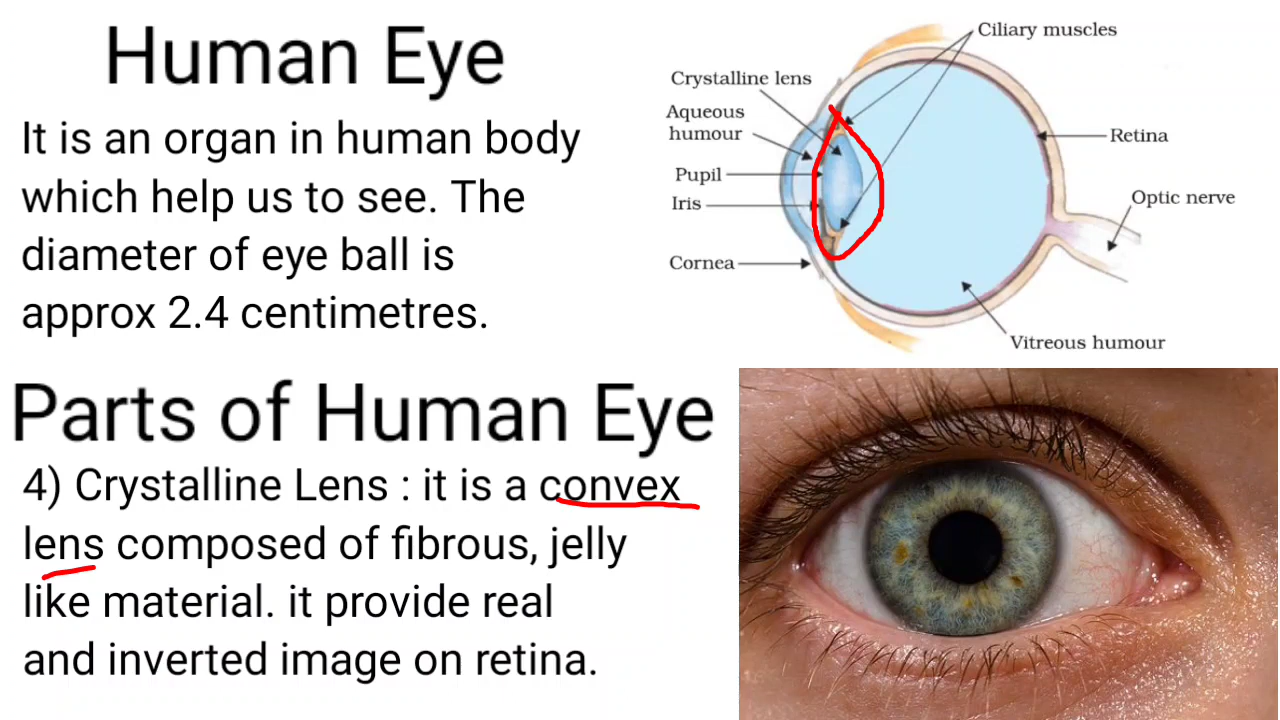 Human Eye
It is an organ in human body
which help us to see. The
diameter of eye ball is
approx 2.4 centimetres.
Ciliary muscles
Crystalline lens
Aqueous
humour
Pupil
Iris
Cornea
Retina
Optic nerve
Vitreous humour
Parts of Human Eye
4) Crystalline Lens : it is a convex
lens composed of fibrous, jelly
like material. it provide real
and inverted image on retina.